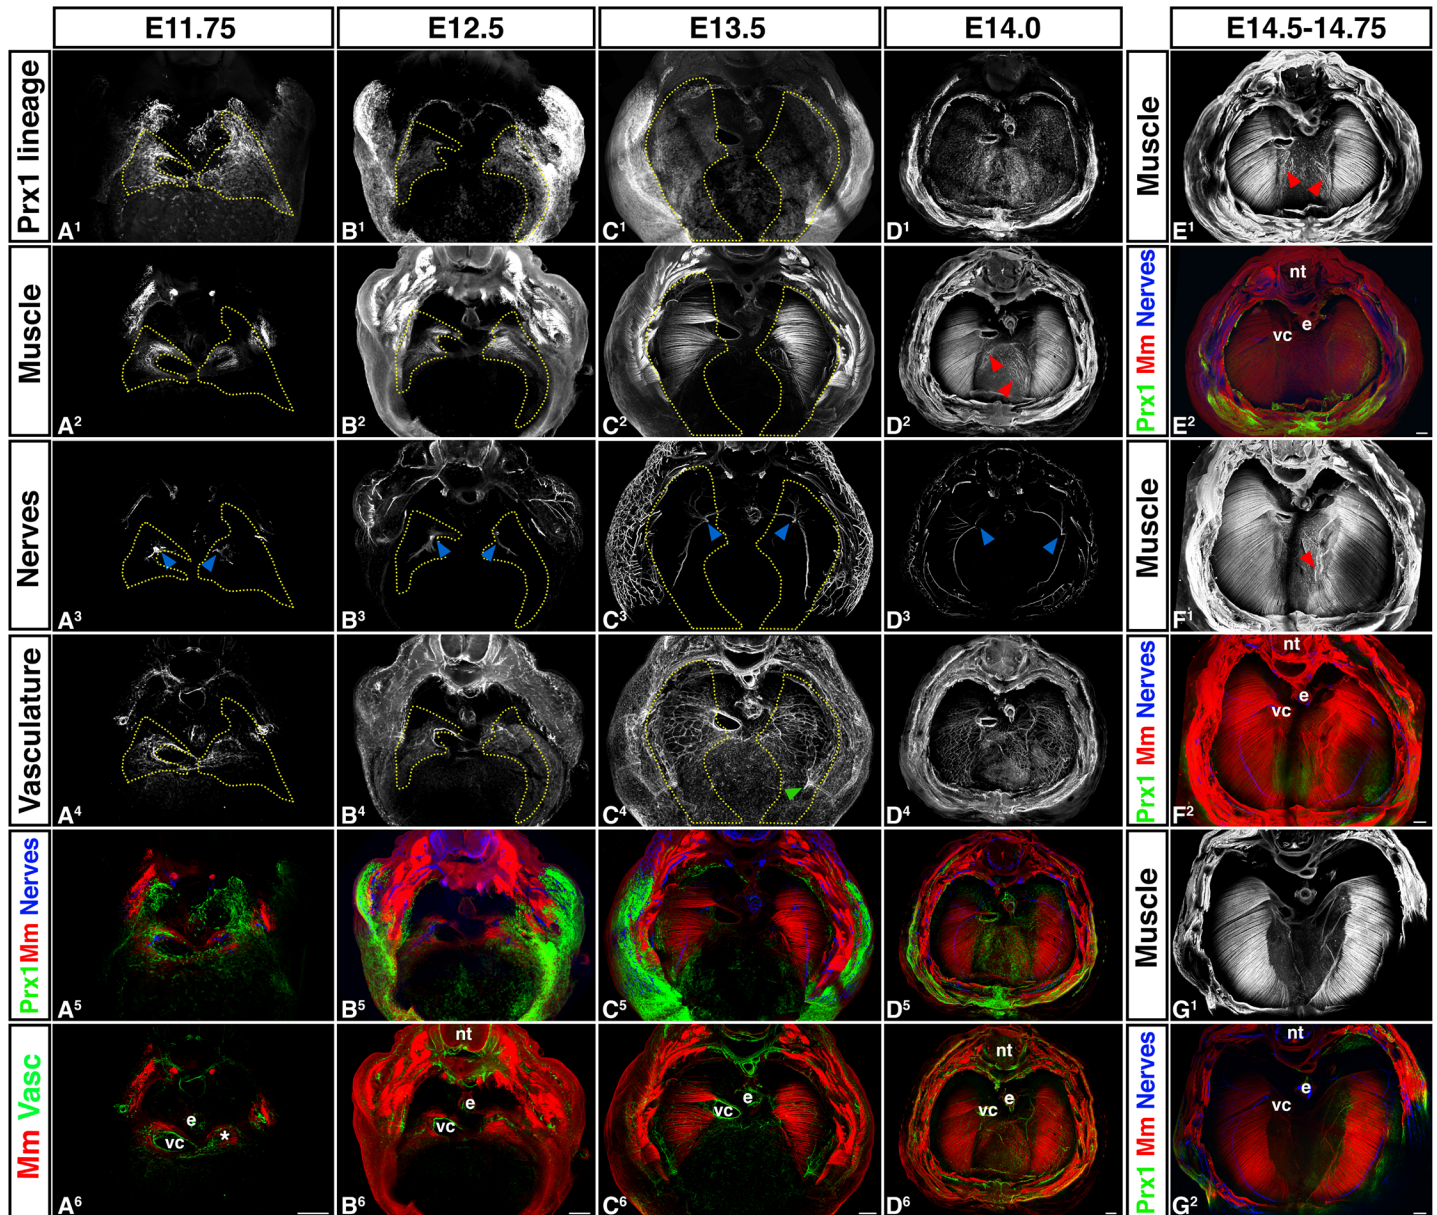 E11.75 E12.5 E13.5 E14.0 E14.5-14.75
Prx1 lineage
A1 B1 C1 D1
Muscle
E1
Muscle
A2 B2 C2 D2
Prx1 Mm Nerves
nt
vc e
E2
Nerves
A3 B3 C3 D3
Muscle
F1
Vasculature
A4 B4 C4 D4
Prx1 Mm Nerves
nt
e
vc
F2
Prx1 Mm Nerves
A5 B5 C5 D5
Muscle
G1
Mm Vasc
e
vc *
A6
nt
e
vc
B6
e
vc
C6
nt
e
vc
D6
Prx1 Mm Nerves
nt
e
vc
G2